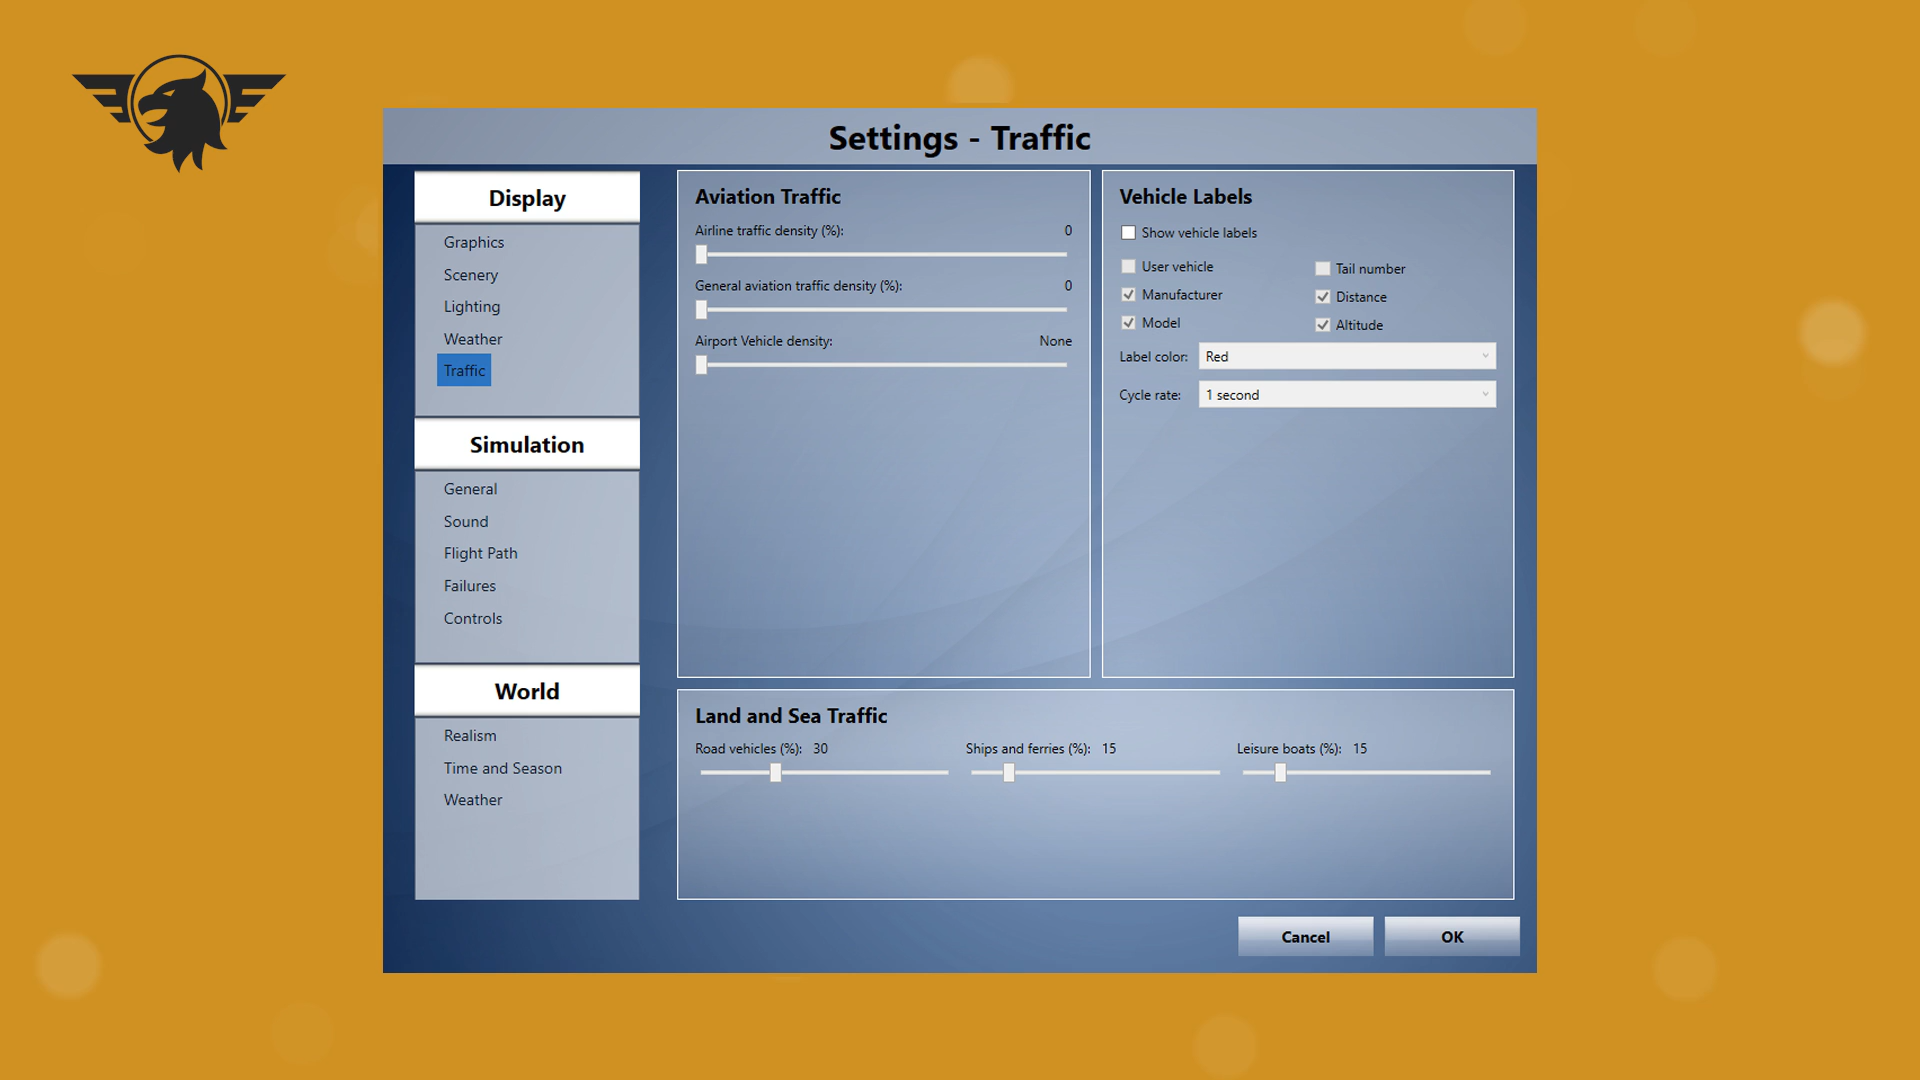 Settings - Traffic
Display
Graphics
Scenery
Lighting
Weather
Traffic
Simulation
General
Sound
Flight Path
Failures
Controls
World
Realism
Time and Season
Weather
Aviation Traffic
Airline traffic density (%): 0
General aviation traffic density (%): 0
Airport Vehicle density: None
Vehicle Labels
Show vehicle labels
User vehicle
Tail number
Manufacturer
Distance
Model
Altitude
Label color: Red
Cycle rate: 1 second
Land and Sea Traffic
Road vehicles (%): 30
Ships and ferries (%): 15
Leisure boats (%): 15
Cancel
OK